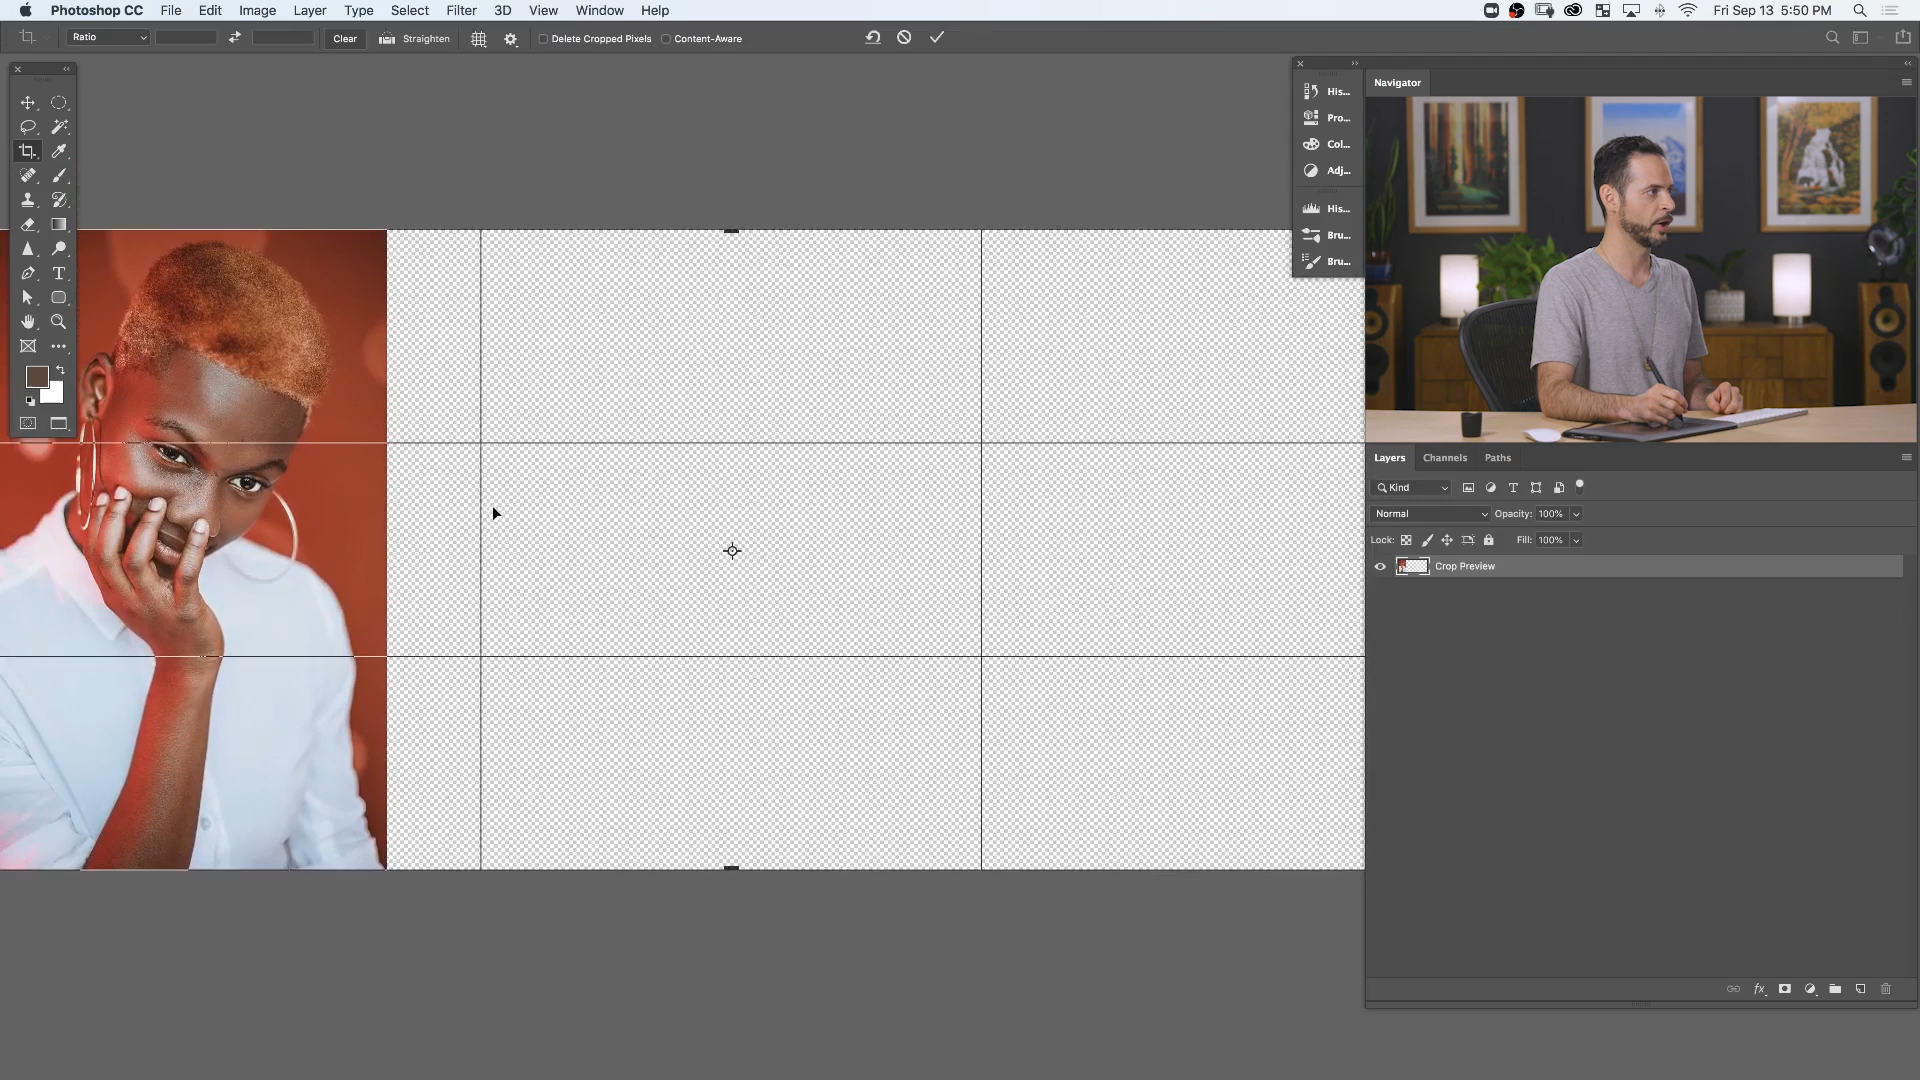 Photoshop CC File Edit Image Layer Type Select Filter 3D View Window Help Fri Sep 13 5:50 PM
Ratio Clear Straighten Delete Cropped Pixels Content-Aware
His...
Pro...
Col...
Adj...
His...
Bru...
Bru...
Navigator
Layers Channels Paths
Kind
Normal Opacity: 100%
Lock: Fill: 100%
Crop Preview